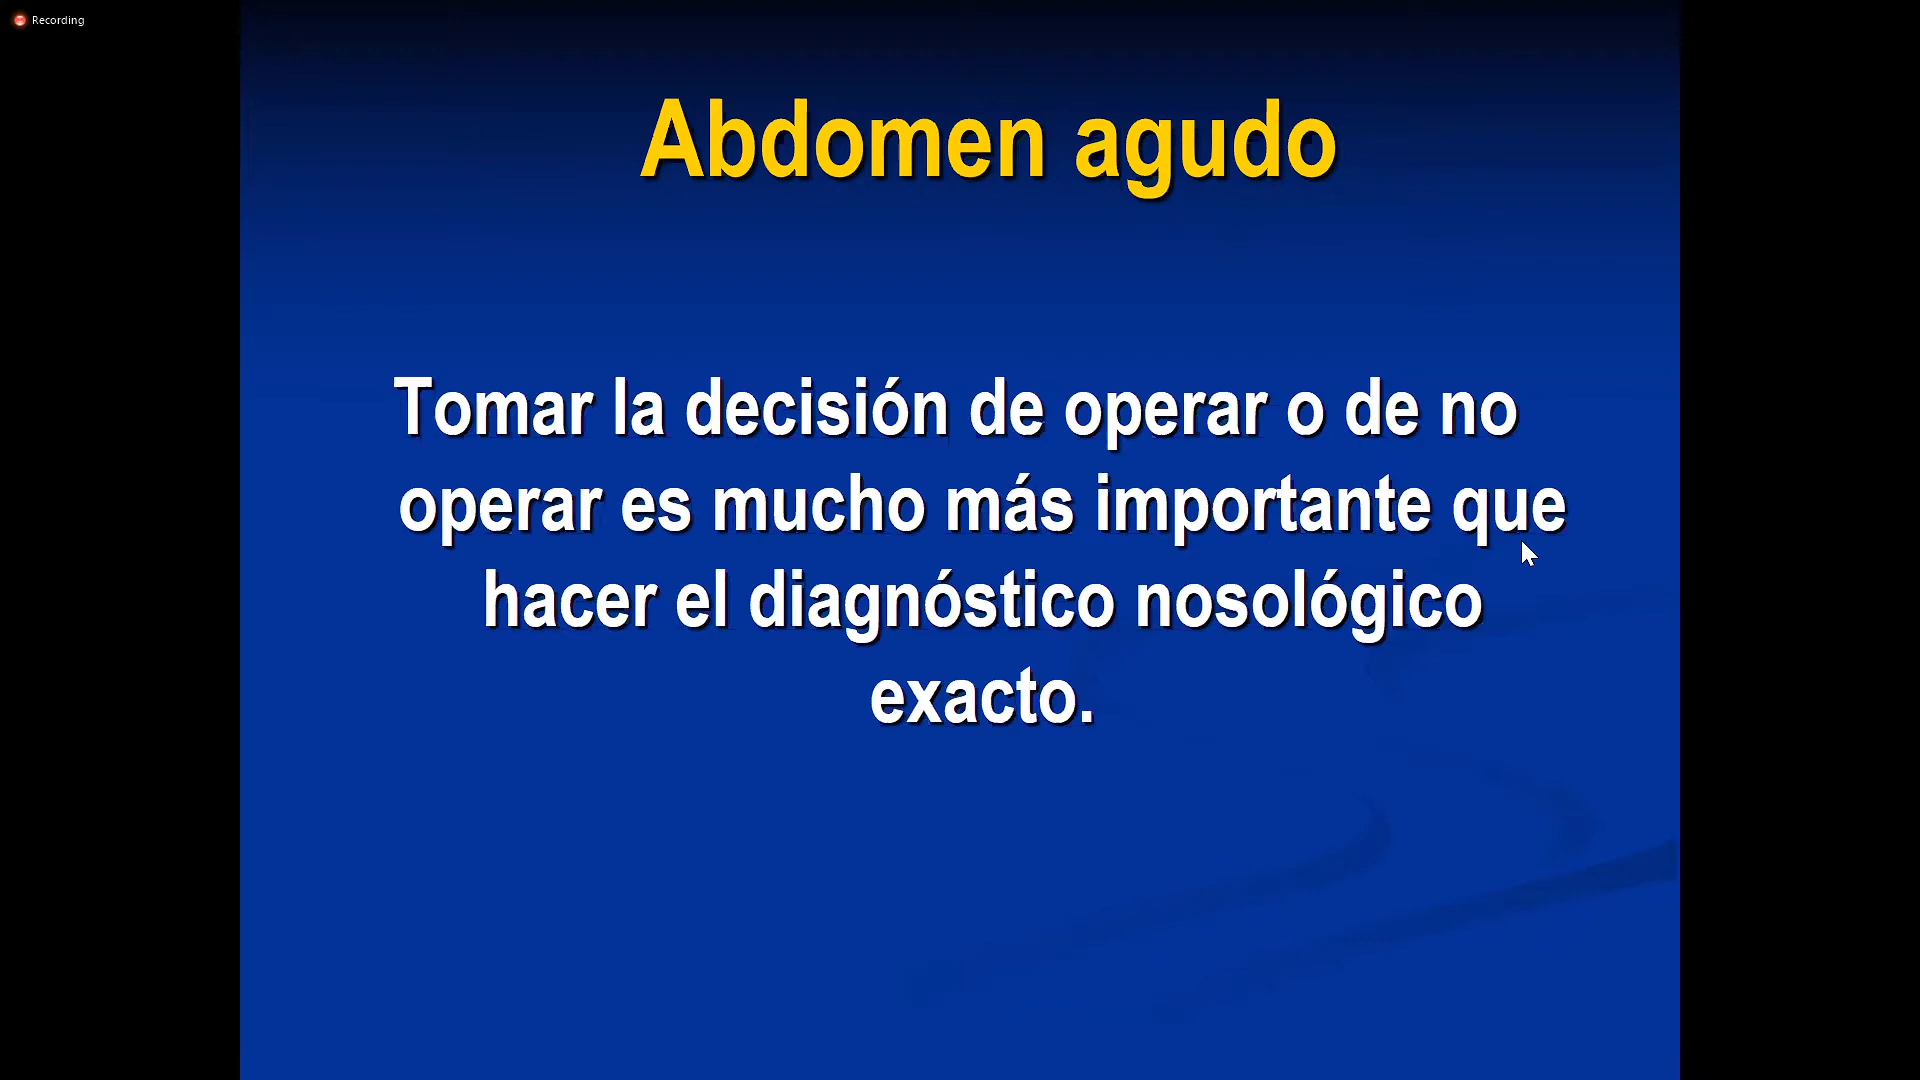 Recording
Abdomen agudo
Tomar la decisión de operar o de no
operar es mucho más importante que
hacer el diagnóstico nosológico
exacto.